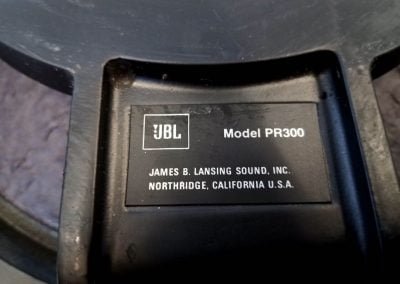 JBL Model PR300
JAMES B. LANSING SOUND, INC.
NORTHRIDGE, CALIFORNIA U.S.A.